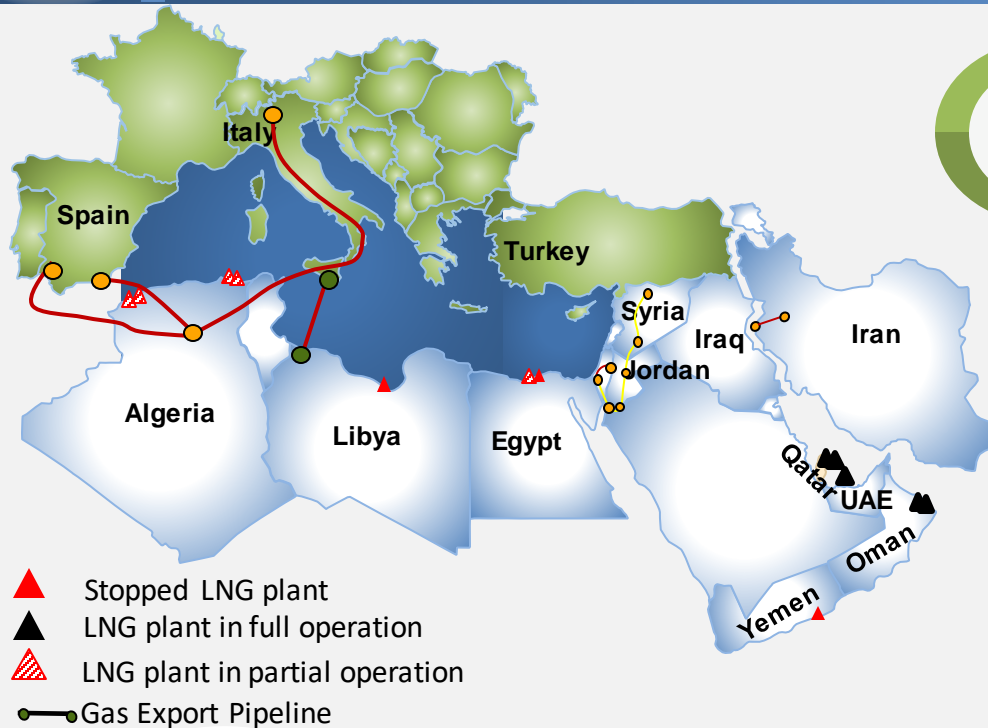 Italy
Spain
Turkey
Syria
Iraq
Iran
Jordan
Algeria
Libya
Egypt
Qatar
UAE
Oman
Yemen
Stopped LNG plant
LNG plant in full operation
LNG plant in partial operation
Gas Export Pipeline